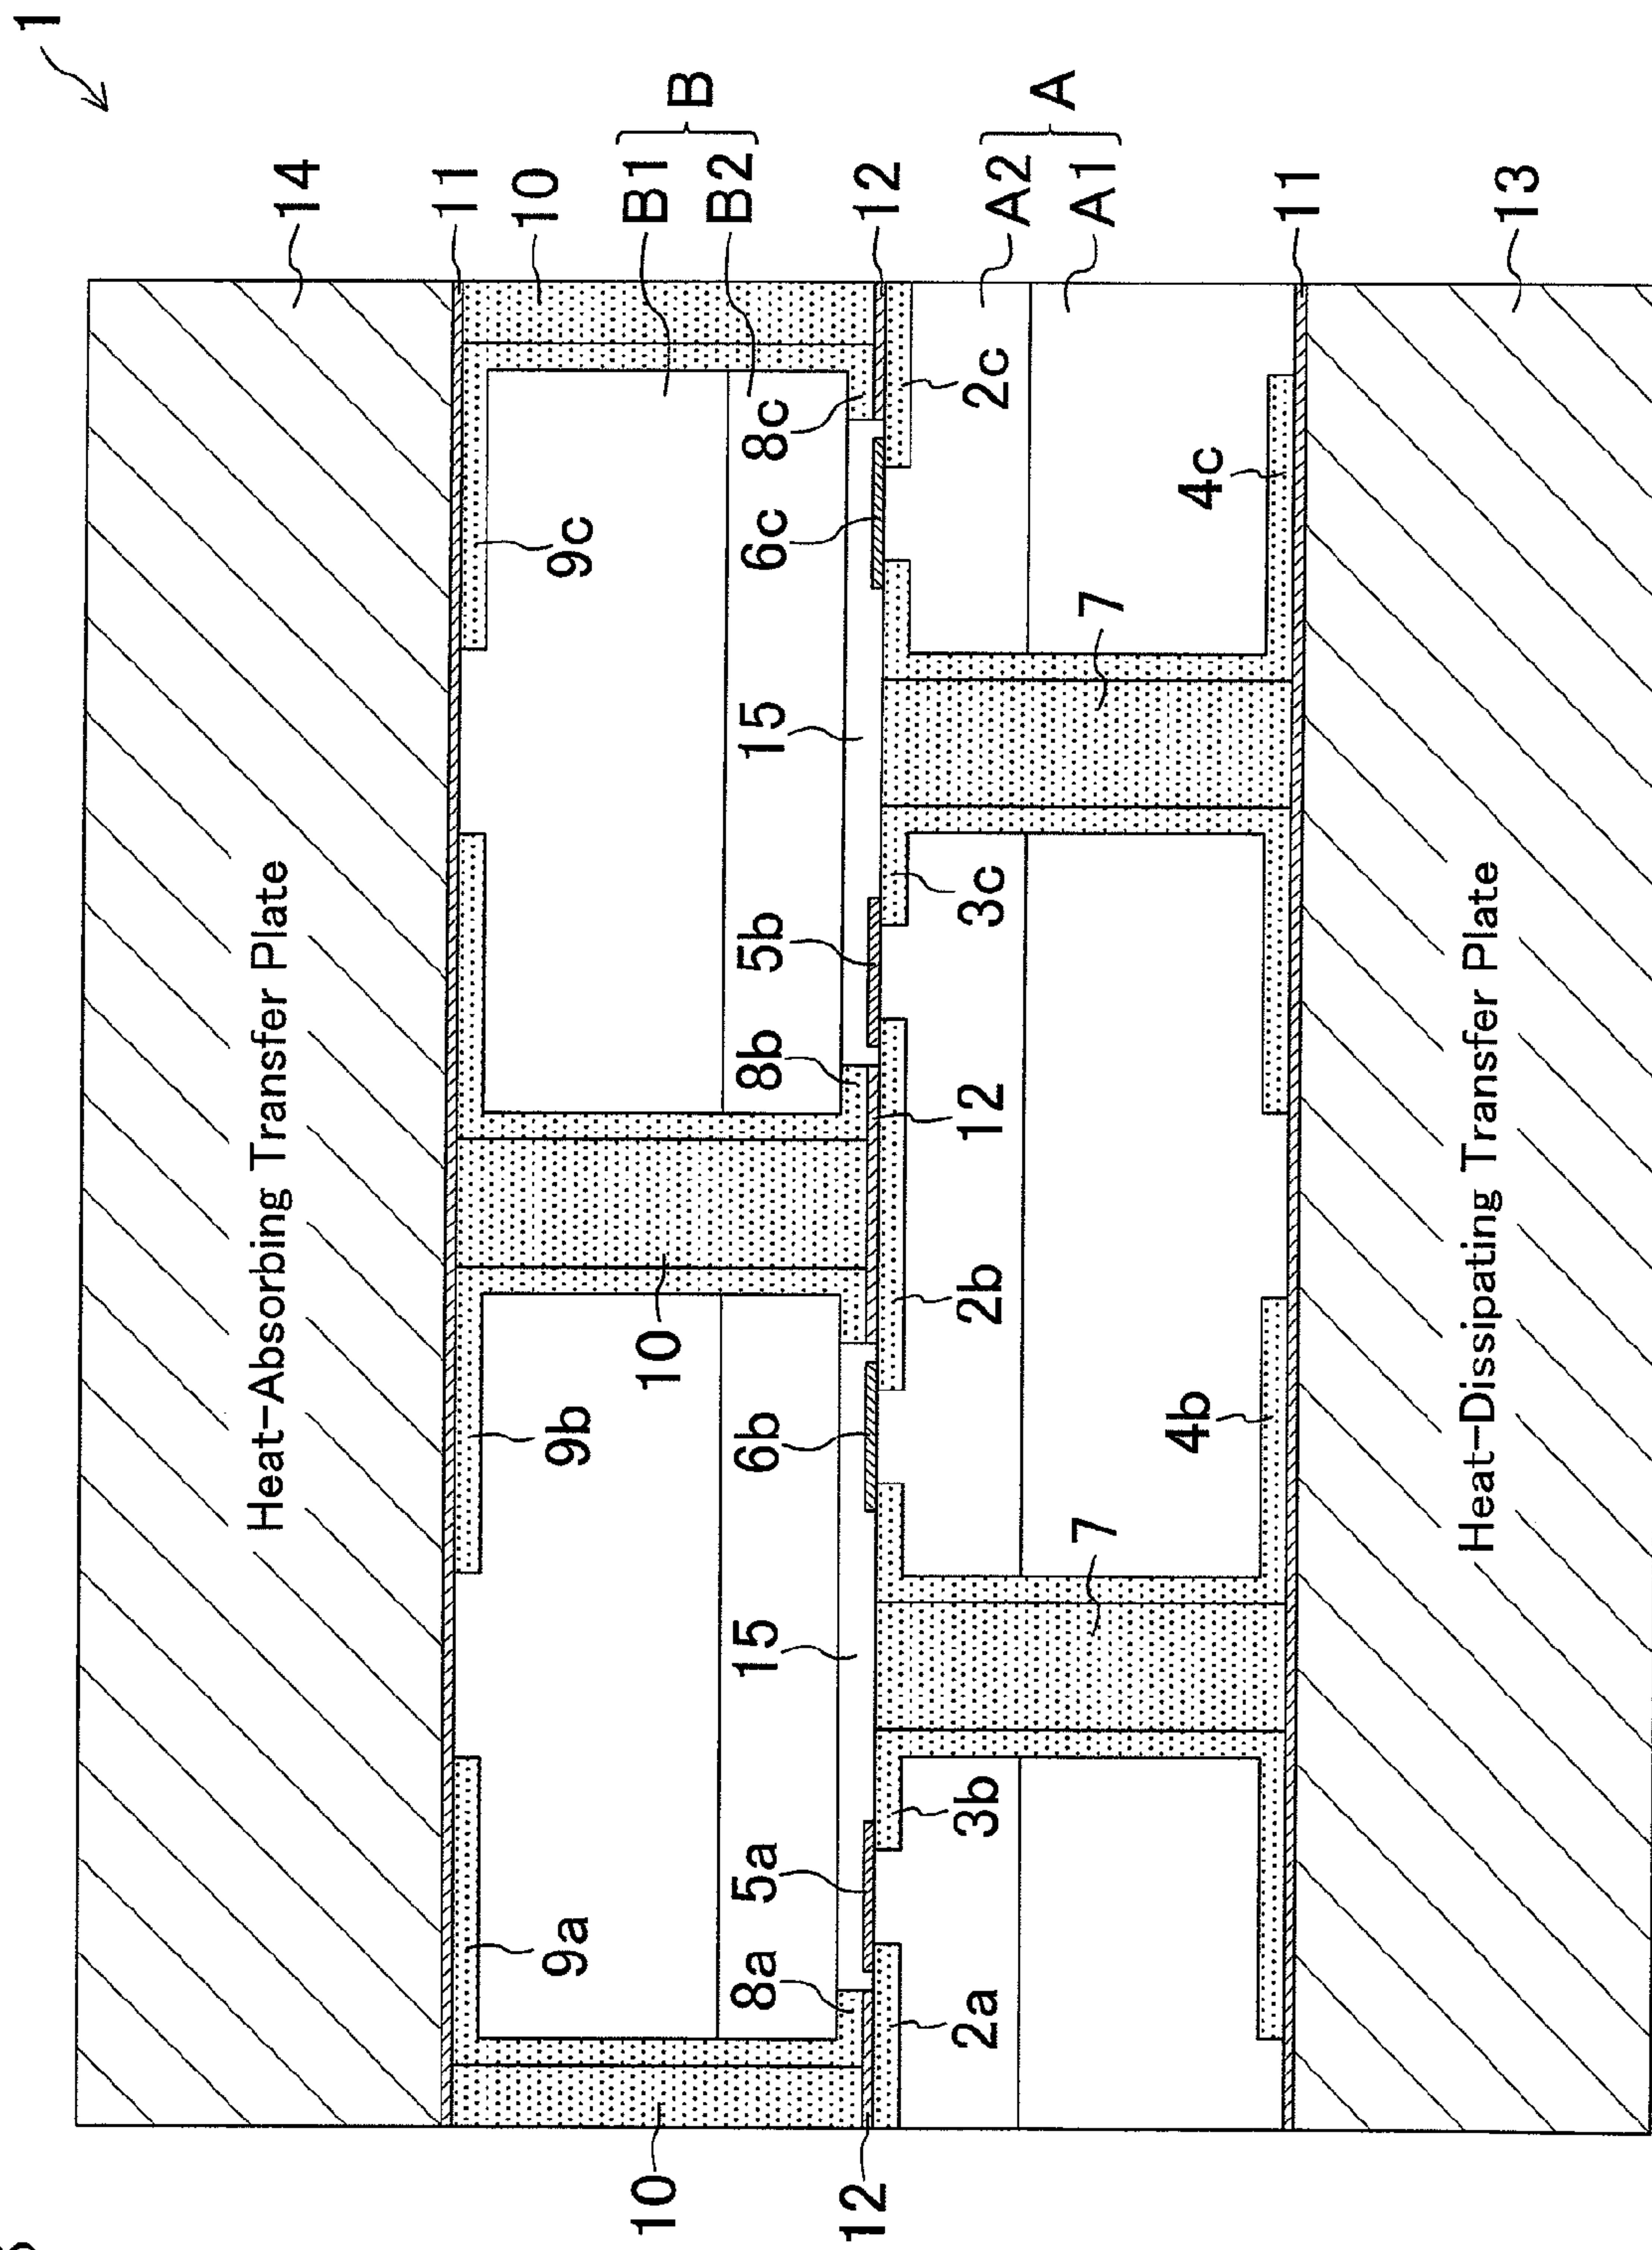 1
Heat-Absorbing Transfer Plate
14
11
10
9a
9b
9c
10
10
B1
B
B2
8a
5a
15
6b
8b
5b
15
6c
8c
12
12
2a
3b
2b
12
3c
2c
A2
A
A1
7
7
4b
4c
11
Heat-Dissipating Transfer Plate
13